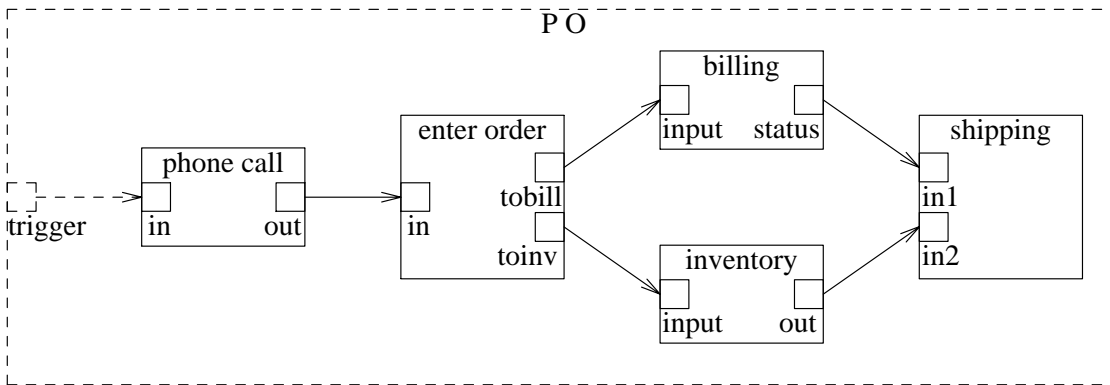 P O
billing
input status
enter order
shipping
phone call
tobill
in1
trigger
in out
in
toinv
in2
inventory
input out